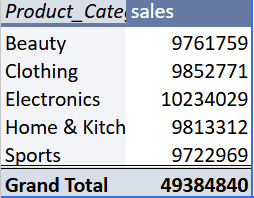 Product_Categ sales
Beauty 9761759
Clothing 9852771
Electronics 10234029
Home & Kitch 9813312
Sports 9722969
Grand Total 49384840